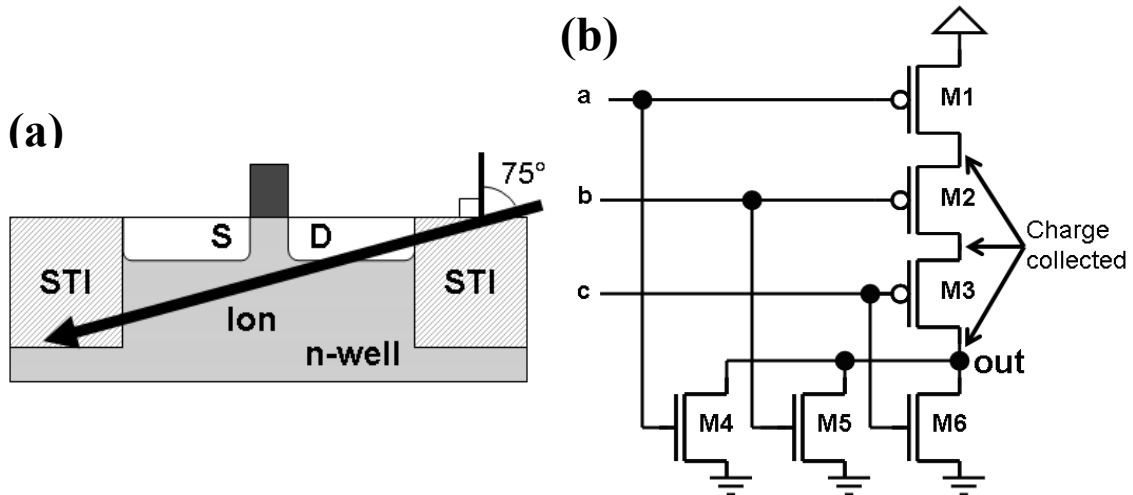 (a)
75°
S D
STI STI
Ion
n-well
(b)
a
M1
b
M2
Charge
collected
c
M3
out
M4 M5 M6